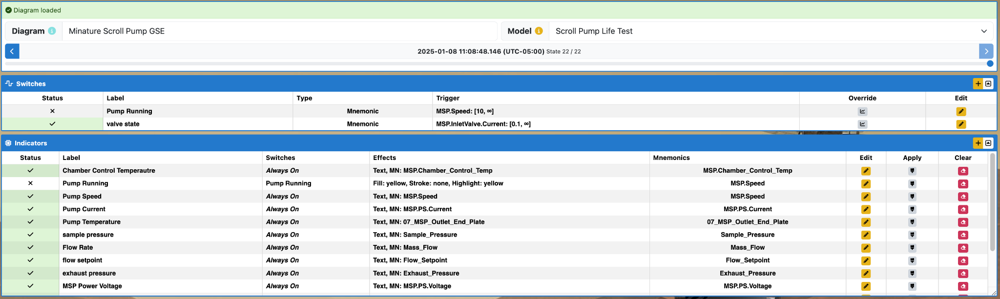 Diagram loaded
Diagram Minature Scroll Pump GSE Model Scroll Pump Life Test
2025-01-08 11:08:48.146 (UTC-05:00) State 22 / 22
Switches
Status Label Type Trigger Override Edit
Pump Running Mnemonic MSP.Speed: [10, ∞]
valve state Mnemonic MSP.InletValve.Current: [0.1, ∞]
Indicators
Status Label Switches Effects Mnemonics Edit Apply Clear
Chamber Control Temperautre Always On Text, MN: MSP.Chamber_Control_Temp MSP.Chamber_Control_Temp
Pump Running Pump Running Fill: yellow, Stroke: none, Highlight: yellow MSP.Speed
Pump Speed Always On Text, MN: MSP.Speed MSP.Speed
Pump Current Always On Text, MN: MSP.PS.Current MSP.PS.Current
Pump Temperature Always On Text, MN: 07_MSP_Outlet_End_Plate 07_MSP_Outlet_End_Plate
sample pressure Always On Text, MN: Sample_Pressure Sample_Pressure
Flow Rate Always On Text, MN: Mass_Flow Mass_Flow
flow setpoint Always On Text, MN: Flow_Setpoint Flow_Setpoint
exhaust pressure Always On Text, MN: Exhaust_Pressure Exhaust_Pressure
MSP Power Voltage Always On Text, MN: MSP.PS.Voltage MSP.PS.Voltage